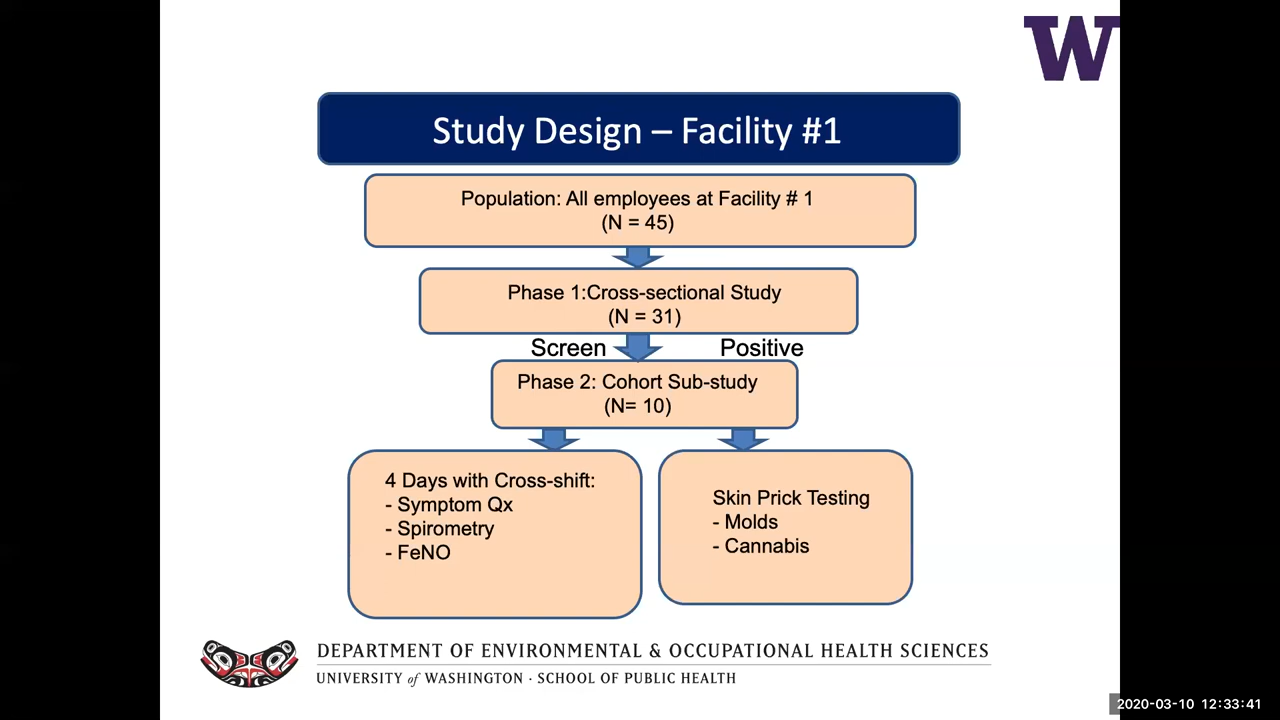 W
Study Design – Facility #1
Population: All employees at Facility # 1
(N = 45)
Phase 1:Cross-sectional Study
(N = 31)
Screen Positive
Phase 2: Cohort Sub-study
(N= 10)
4 Days with Cross-shift:
- Symptom Qx
- Spirometry
- FeNO
Skin Prick Testing
- Molds
- Cannabis
DEPARTMENT OF ENVIRONMENTAL & OCCUPATIONAL HEALTH SCIENCES
UNIVERSITY of WASHINGTON · SCHOOL OF PUBLIC HEALTH
2020-03-10 12:33:41